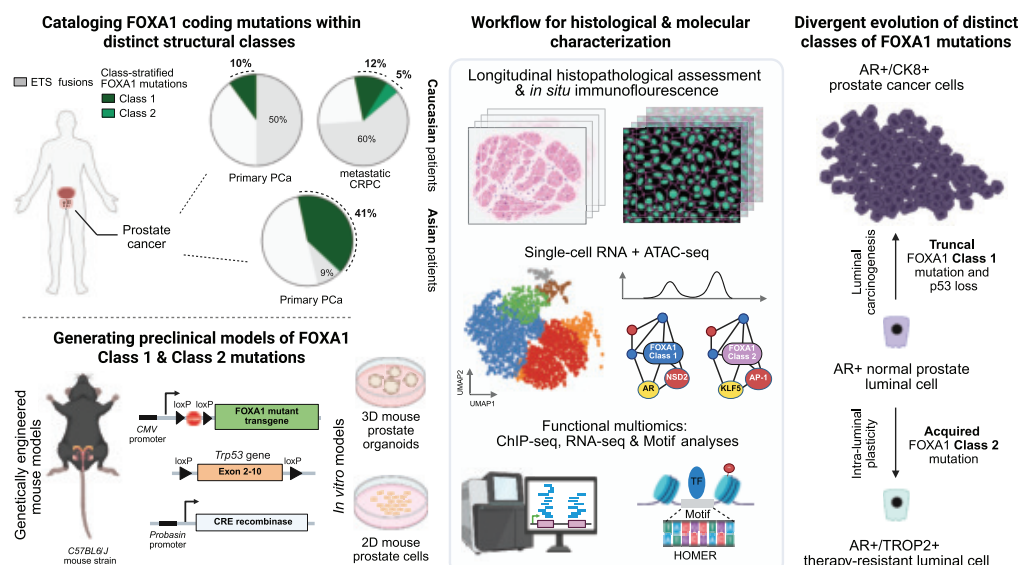 Cataloging FOXA1 coding mutations within
distinct structural classes
ETS fusions
Class-stratified
FOXA1 mutations
Class 1
Class 2
10%
50%
Primary PCa
12%
5%
60%
metastatic
CRPC
Caucasian patients
Prostate
cancer
41%
9%
Primary PCa
Asian patients
Generating preclinical models of FOXA1
Class 1 & Class 2 mutations
Genetically engineered
mouse models
C57BL6/J
mouse strain
loxP loxP
CMV
promoter
FOXA1 mutant
transgene
Trp53 gene
loxP
Exon 2-10
loxP
Probasin
promoter
CRE recombinase
In vitro models
3D mouse
prostate
organoids
2D mouse
prostate cells
Workflow for histological & molecular
characterization
Longitudinal histopathological assessment
& in situ immunoflourescence
Single-cell RNA + ATAC-seq
UMAP2
UMAP1
FOXA1
Class 1
AR
NSD2
FOXA1
Class 2
KLF5
AP-1
Functional multiomics:
ChIP-seq, RNA-seq & Motif analyses
TF
Motif
HOMER
Divergent evolution of distinct
classes of FOXA1 mutations
AR+/CK8+
prostate cancer cells
Luminal
carcinogenesis
Truncal
FOXA1 Class 1
mutation and
p53 loss
AR+ normal prostate
luminal cell
Intra-luminal
plasticity
Acquired
FOXA1 Class 2
mutation
AR+/TROP2+
therapy-resistant luminal cell